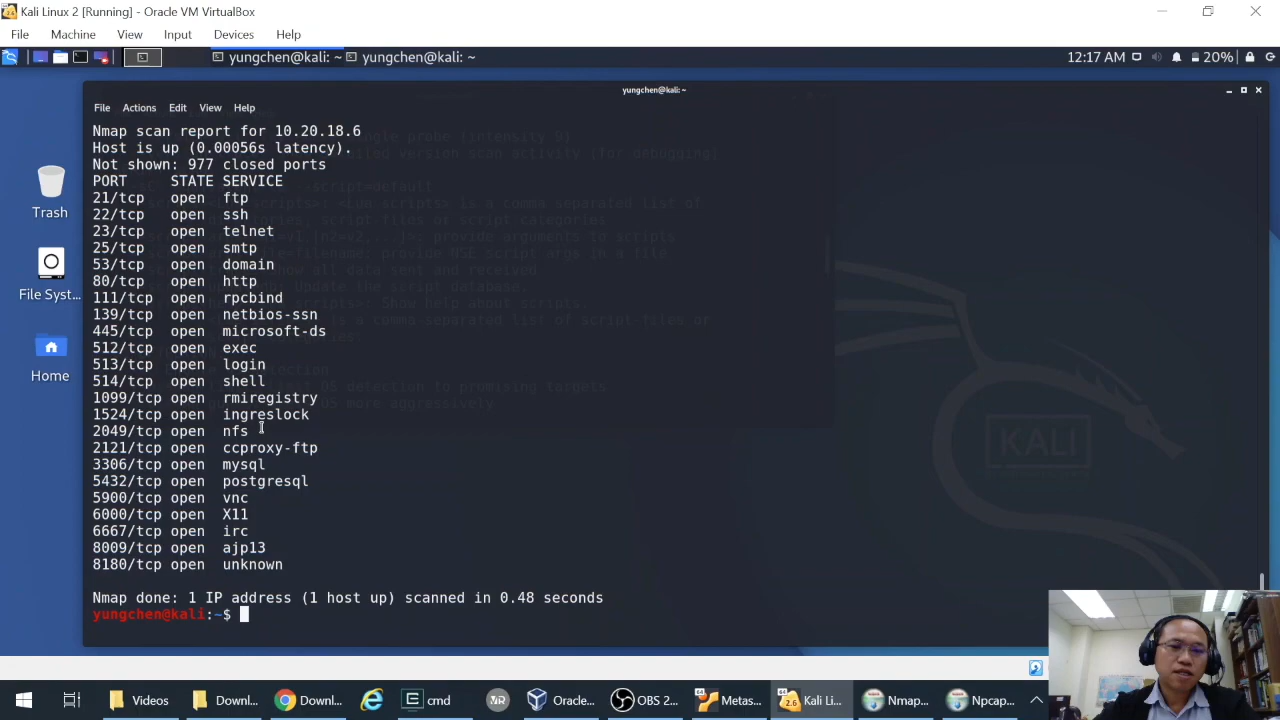 Kali Linux 2 [Running] - Oracle VM VirtualBox
File Machine View Input Devices Help
yungchen@kali: ~ yungchen@kali: ~ 12:17 AM 20%
yungchen@kali:~
File Actions Edit View Help
Nmap scan report for 10.20.18.6
Host is up (0.00056s latency).
Not shown: 977 closed ports
PORT STATE SERVICE
21/tcp open ftp
22/tcp open ssh
23/tcp open telnet
25/tcp open smtp
53/tcp open domain
80/tcp open http
111/tcp open rpcbind
139/tcp open netbios-ssn
445/tcp open microsoft-ds
512/tcp open exec
513/tcp open login
514/tcp open shell
1099/tcp open rmiregistry
1524/tcp open ingreslock
2049/tcp open nfs
2121/tcp open ccproxy-ftp
3306/tcp open mysql
5432/tcp open postgresql
5900/tcp open vnc
6000/tcp open X11
6667/tcp open irc
8009/tcp open ajp13
8180/tcp open unknown
Nmap done: 1 IP address (1 host up) scanned in 0.48 seconds
yungchen@kali:~$
Trash
File Syst...
Home
KALI
Videos Downl... Downl... cmd Oracle... OBS 2... Metas... Kali Li... Nmap... Npcap...